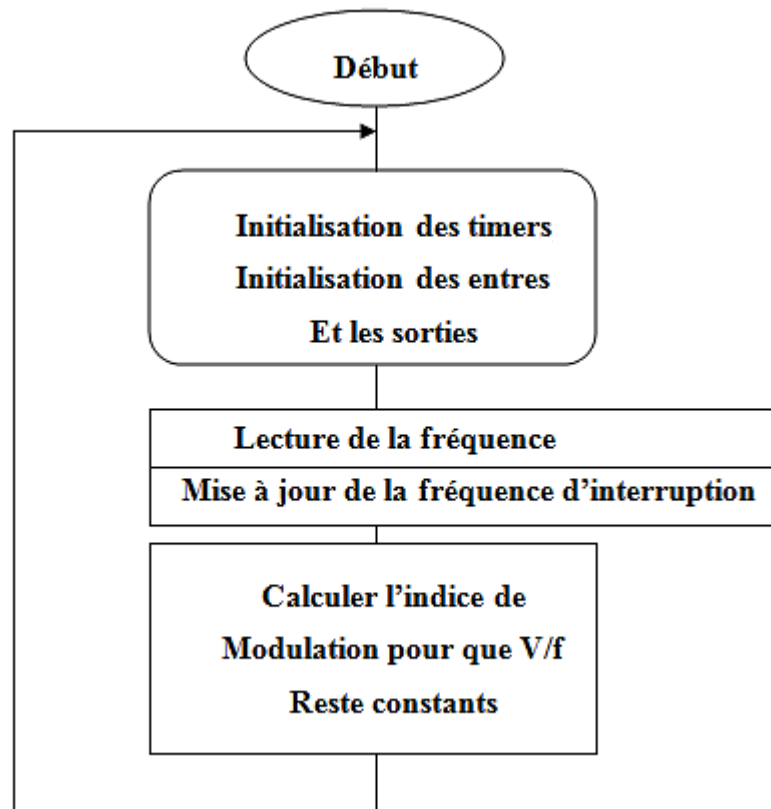 Début
Initialisation des timers
Initialisation des entres
Et les sorties
Lecture de la fréquence
Mise à jour de la fréquence d'interruption
Calculer l'indice de
Modulation pour que V/f
Reste constants